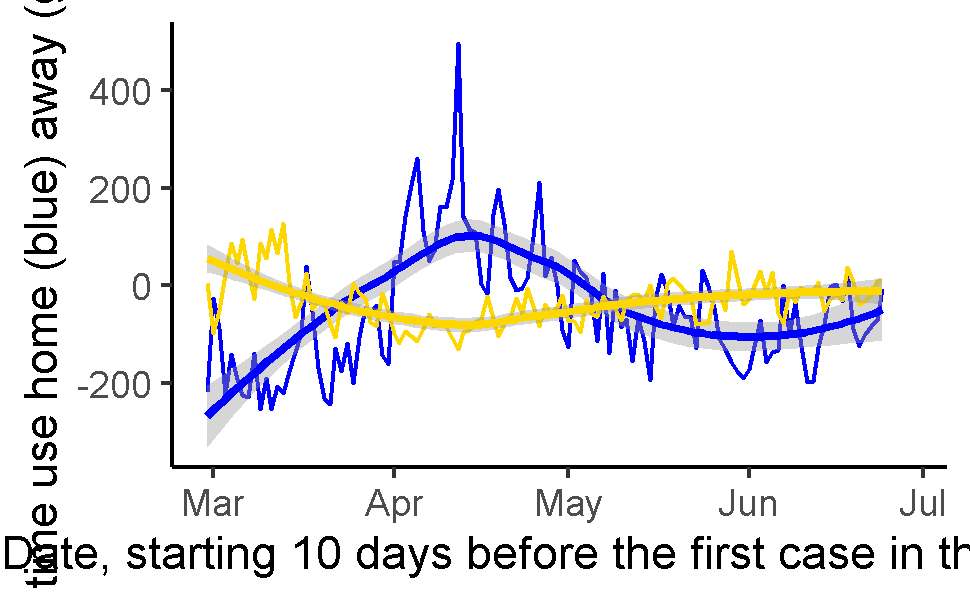 time use home (blue) away (
400
200
0
-200
Mar Apr May Jun Jul
Date, starting 10 days before the first case in th